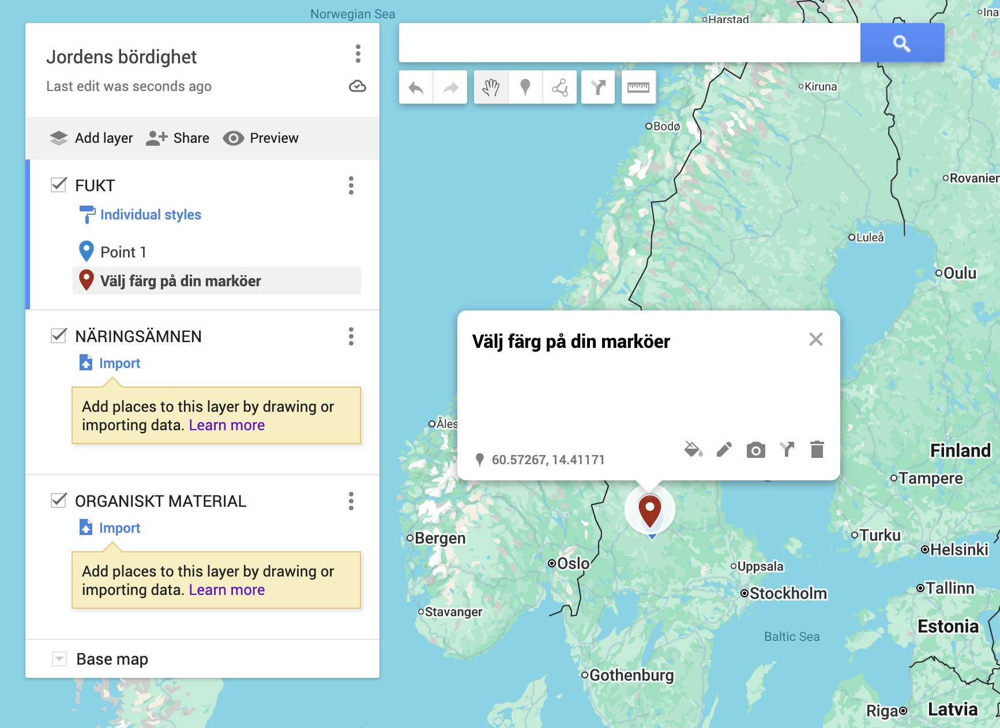 Norwegian Sea
Jordens bördighet
Last edit was seconds ago
Add layer
Share
Preview
FUKT
Individual styles
Point 1
Välj färg på din marköer
NÄRINGSÄMNEN
Import
Add places to this layer by drawing or
importing data. Learn more
ORGANISKT MATERIAL
Import
Add places to this layer by drawing or
importing data. Learn more
Base map
Harstad
Ina
Kiruna
Bodø
Rovanien
Luleå
Oulu
Välj färg på din marköer
60.57267, 14.41171
Åles
Finland
Tampere
Bergen
Turku
Helsinki
Oslo
Uppsala
Stockholm
Tallinn
Stavanger
Estonia
Baltic Sea
Gothenburg
Riga
Latvia